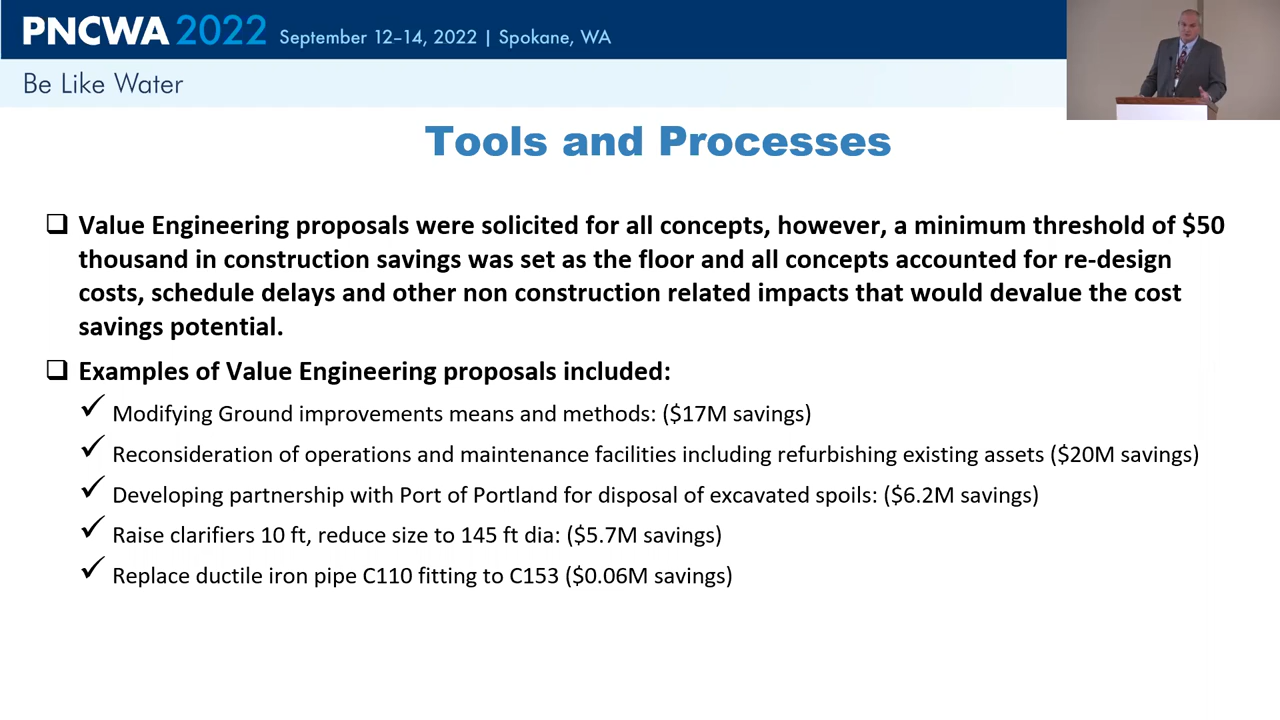 PNCWA 2022 September 12–14, 2022 | Spokane, WA
Be Like Water
Tools and Processes
Value Engineering proposals were solicited for all concepts, however, a minimum threshold of $50
thousand in construction savings was set as the floor and all concepts accounted for re-design
costs, schedule delays and other non construction related impacts that would devalue the cost
savings potential.
Examples of Value Engineering proposals included:
Modifying Ground improvements means and methods: ($17M savings)
Reconsideration of operations and maintenance facilities including refurbishing existing assets ($20M savings)
Developing partnership with Port of Portland for disposal of excavated spoils: ($6.2M savings)
Raise clarifiers 10 ft, reduce size to 145 ft dia: ($5.7M savings)
Replace ductile iron pipe C110 fitting to C153 ($0.06M savings)